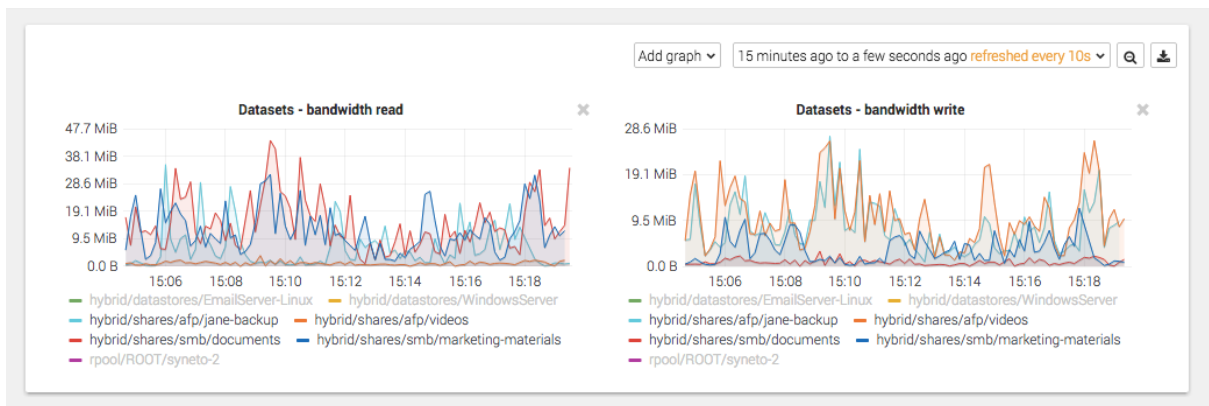 Add graph 15 minutes ago to a few seconds ago refreshed every 10s
Datasets - bandwidth read
47.7 MiB
38.1 MiB
28.6 MiB
19.1 MiB
9.5 MiB
0.0 B
15:06 15:08 15:10 15:12 15:14 15:16 15:18
hybrid/datastores/EmailServer-Linux hybrid/datastores/WindowsServer
hybrid/shares/afp/jane-backup hybrid/shares/afp/videos
hybrid/shares/smb/documents hybrid/shares/smb/marketing-materials
rpool/ROOT/syneto-2
Datasets - bandwidth write
28.6 MiB
19.1 MiB
9.5 MiB
0.0 B
15:06 15:08 15:10 15:12 15:14 15:16 15:18
hybrid/datastores/EmailServer-Linux hybrid/datastores/WindowsServer
hybrid/shares/afp/jane-backup hybrid/shares/afp/videos
hybrid/shares/smb/documents hybrid/shares/smb/marketing-materials
rpool/ROOT/syneto-2